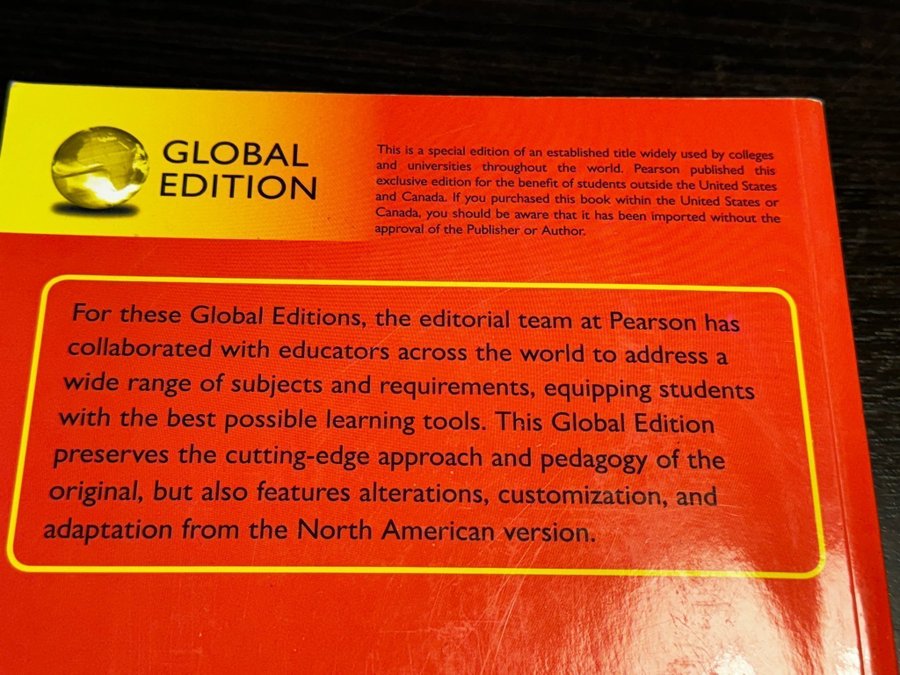 GLOBAL
EDITION
This is a special edition of an established title widely used by colleges
and universities throughout the world. Pearson published this
exclusive edition for the benefit of students outside the United States
and Canada. If you purchased this book within the United States or
Canada, you should be aware that it has been imported without the
approval of the Publisher or Author.
For these Global Editions, the editorial team at Pearson has
collaborated with educators across the world to address a
wide range of subjects and requirements, equipping students
with the best possible learning tools. This Global Edition
preserves the cutting-edge approach and pedagogy of the
original, but also features alterations, customization, and
adaptation from the North American version.